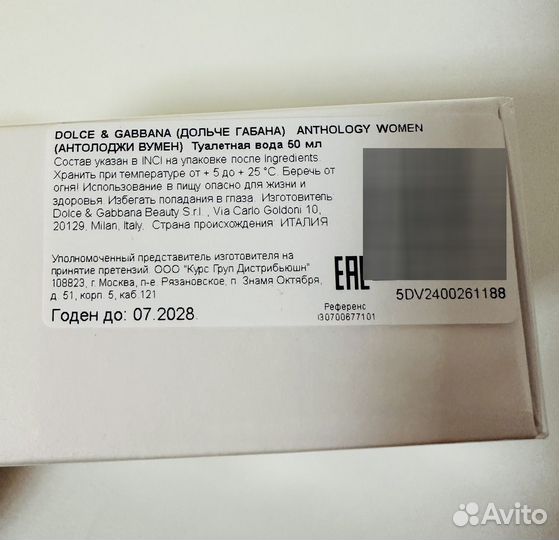 DOLCE & GABBANA (ДОЛЬЧЕ ГАБАНА) ANTHOLOGY WOMEN
(АНТОЛОДЖИ ВУМЕН) Туалетная вода 50 мл
Состав указан в INCI на упаковке после Ingredients.
Хранить при температуре от + 5 до + 25 °C. Беречь от
огня! Использование в пищу опасно для жизни и
здоровья. Избегать попадания в глаза. Изготовитель
Dolce & Gabbana Beauty S.r.l., Via Carlo Goldoni 10,
20129, Milan, Italy. Страна происхождения: ИТАЛИЯ
Уполномоченный представитель изготовителя на
принятие претензий: ООО "Курс Груп Дистрибьюшн"
108823, г. Москва, п-е. Рязановское, п. Знамя Октября,
д. 51, корп. 5, каб.121
Годен до: 07.2028.
EAC
Референс
I30700677101
5DV2400261188
Avito